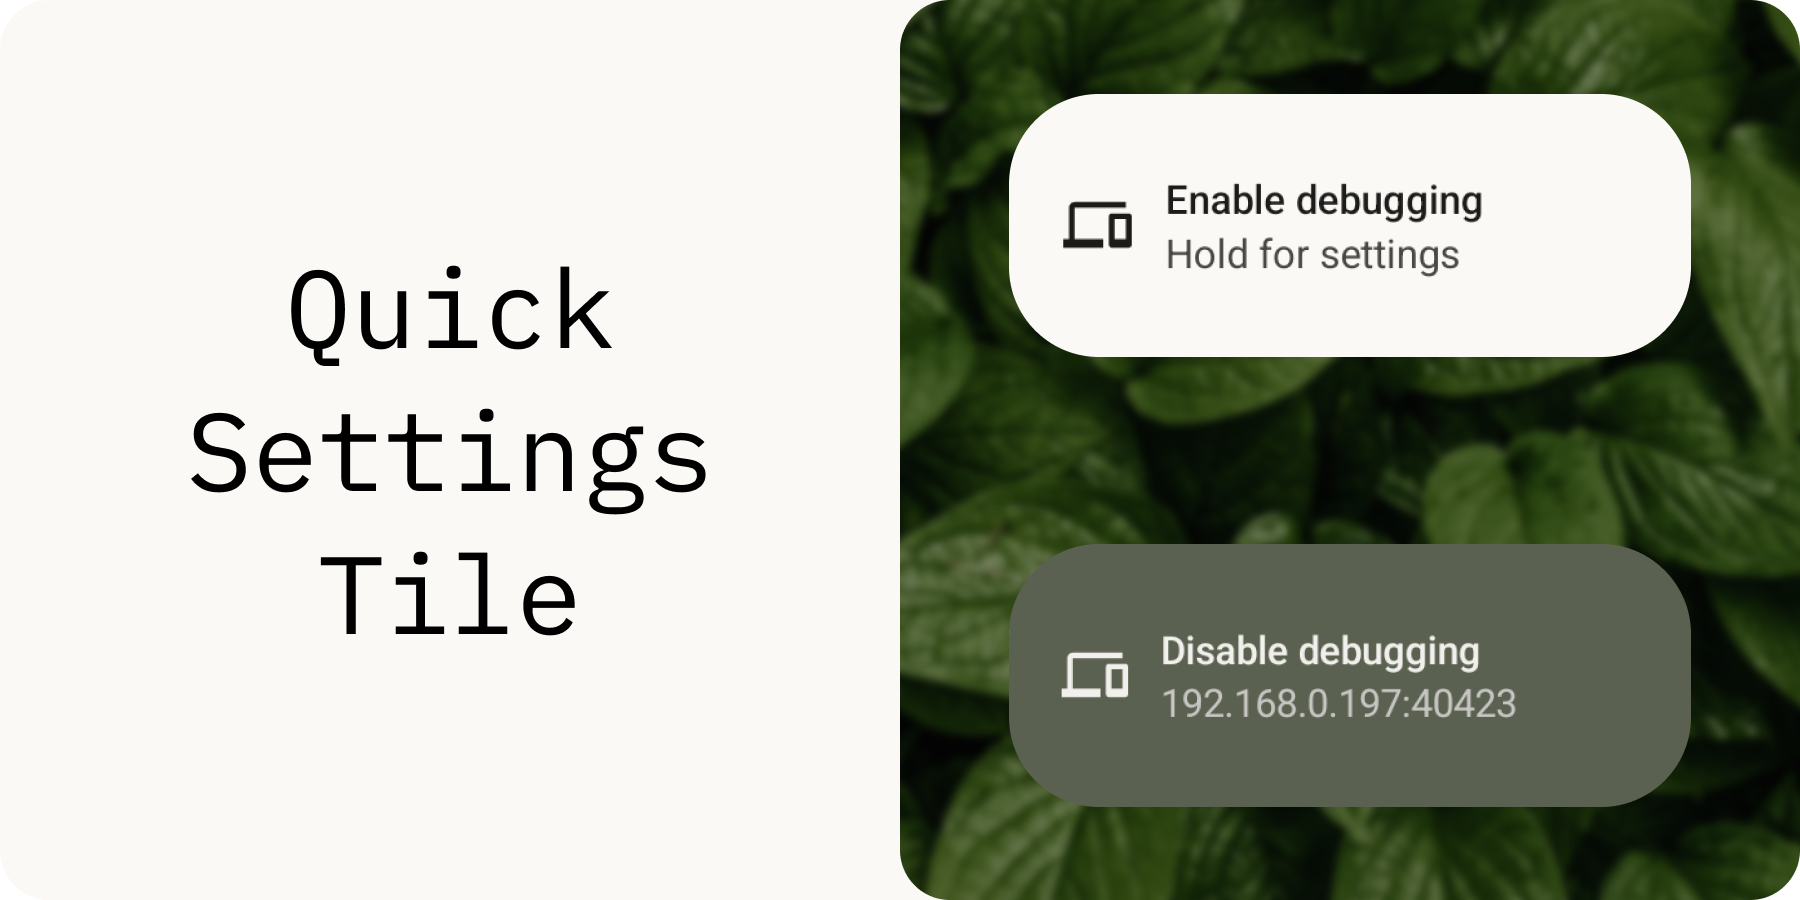 Quick
Settings
Tile
Enable debugging
Hold for settings
Disable debugging
192.168.0.197:40423